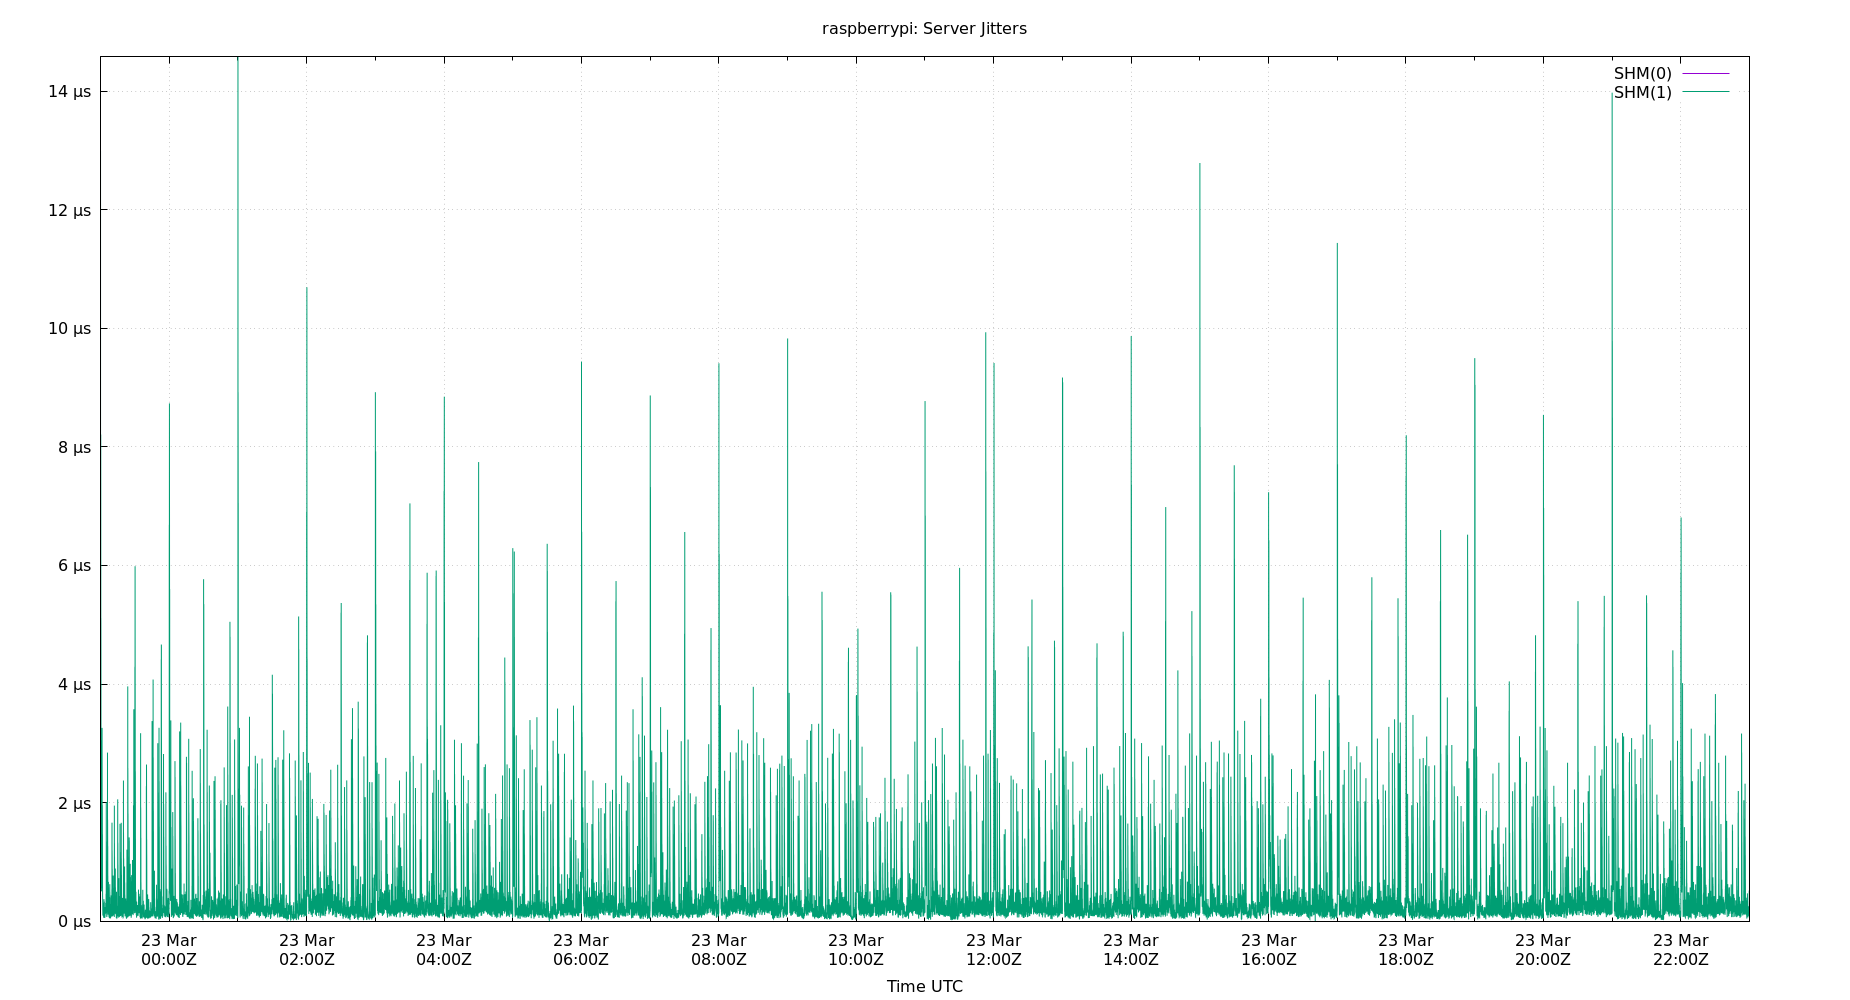 raspberrypi: Server Jitters
SHM(0)
SHM(1)
14 µs
12 µs
10 µs
8 µs
6 µs
4 µs
2 µs
0 µs
23 Mar 23 Mar 23 Mar 23 Mar 23 Mar 23 Mar 23 Mar 23 Mar 23 Mar 23 Mar 23 Mar 23 Mar
00:00Z 02:00Z 04:00Z 06:00Z 08:00Z 10:00Z 12:00Z 14:00Z 16:00Z 18:00Z 20:00Z 22:00Z
Time UTC